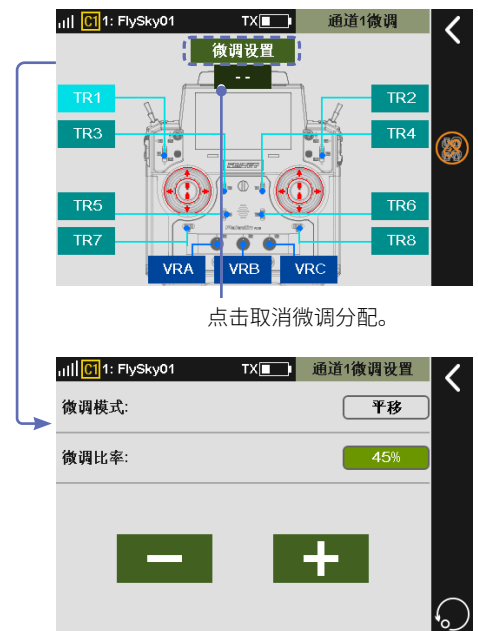 C1 1: FlySky01 TX 通道1微调
微调设置
--
TR1 TR2
TR3 TR4
TR5 TR6
TR7 TR8
VRA VRB VRC
点击取消微调分配。
C1 1: FlySky01 TX 通道1微调设置
微调模式: 平移
微调比率: 45%